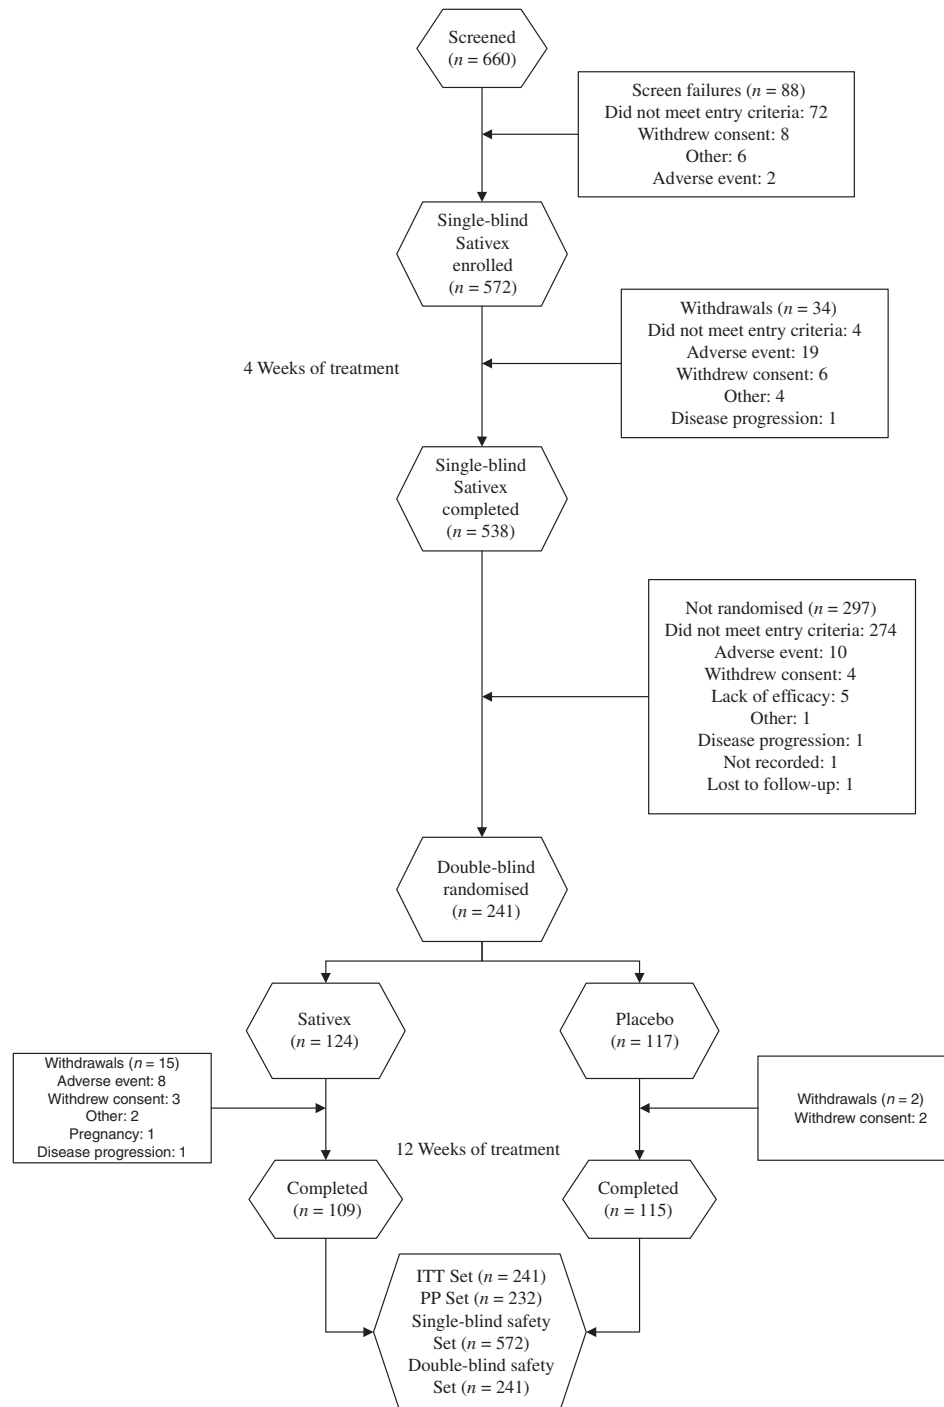 Screened
(n = 660)
Screen failures (n = 88)
Did not meet entry criteria: 72
Withdrew consent: 8
Other: 6
Adverse event: 2
Single-blind
Sativex
enrolled
(n = 572)
Withdrawals (n = 34)
Did not meet entry criteria: 4
Adverse event: 19
Withdrew consent: 6
Other: 4
Disease progression: 1
4 Weeks of treatment
Single-blind
Sativex
completed
(n = 538)
Not randomised (n = 297)
Did not meet entry criteria: 274
Adverse event: 10
Withdrew consent: 4
Lack of efficacy: 5
Other: 1
Disease progression: 1
Not recorded: 1
Lost to follow-up: 1
Double-blind
randomised
(n = 241)
Sativex
(n = 124)
Placebo
(n = 117)
Withdrawals (n = 15)
Adverse event: 8
Withdrew consent: 3
Other: 2
Pregnancy: 1
Disease progression: 1
Withdrawals (n = 2)
Withdrew consent: 2
12 Weeks of treatment
Completed
(n = 109)
Completed
(n = 115)
ITT Set (n = 241)
PP Set (n = 232)
Single-blind safety
Set (n = 572)
Double-blind safety
Set (n = 241)